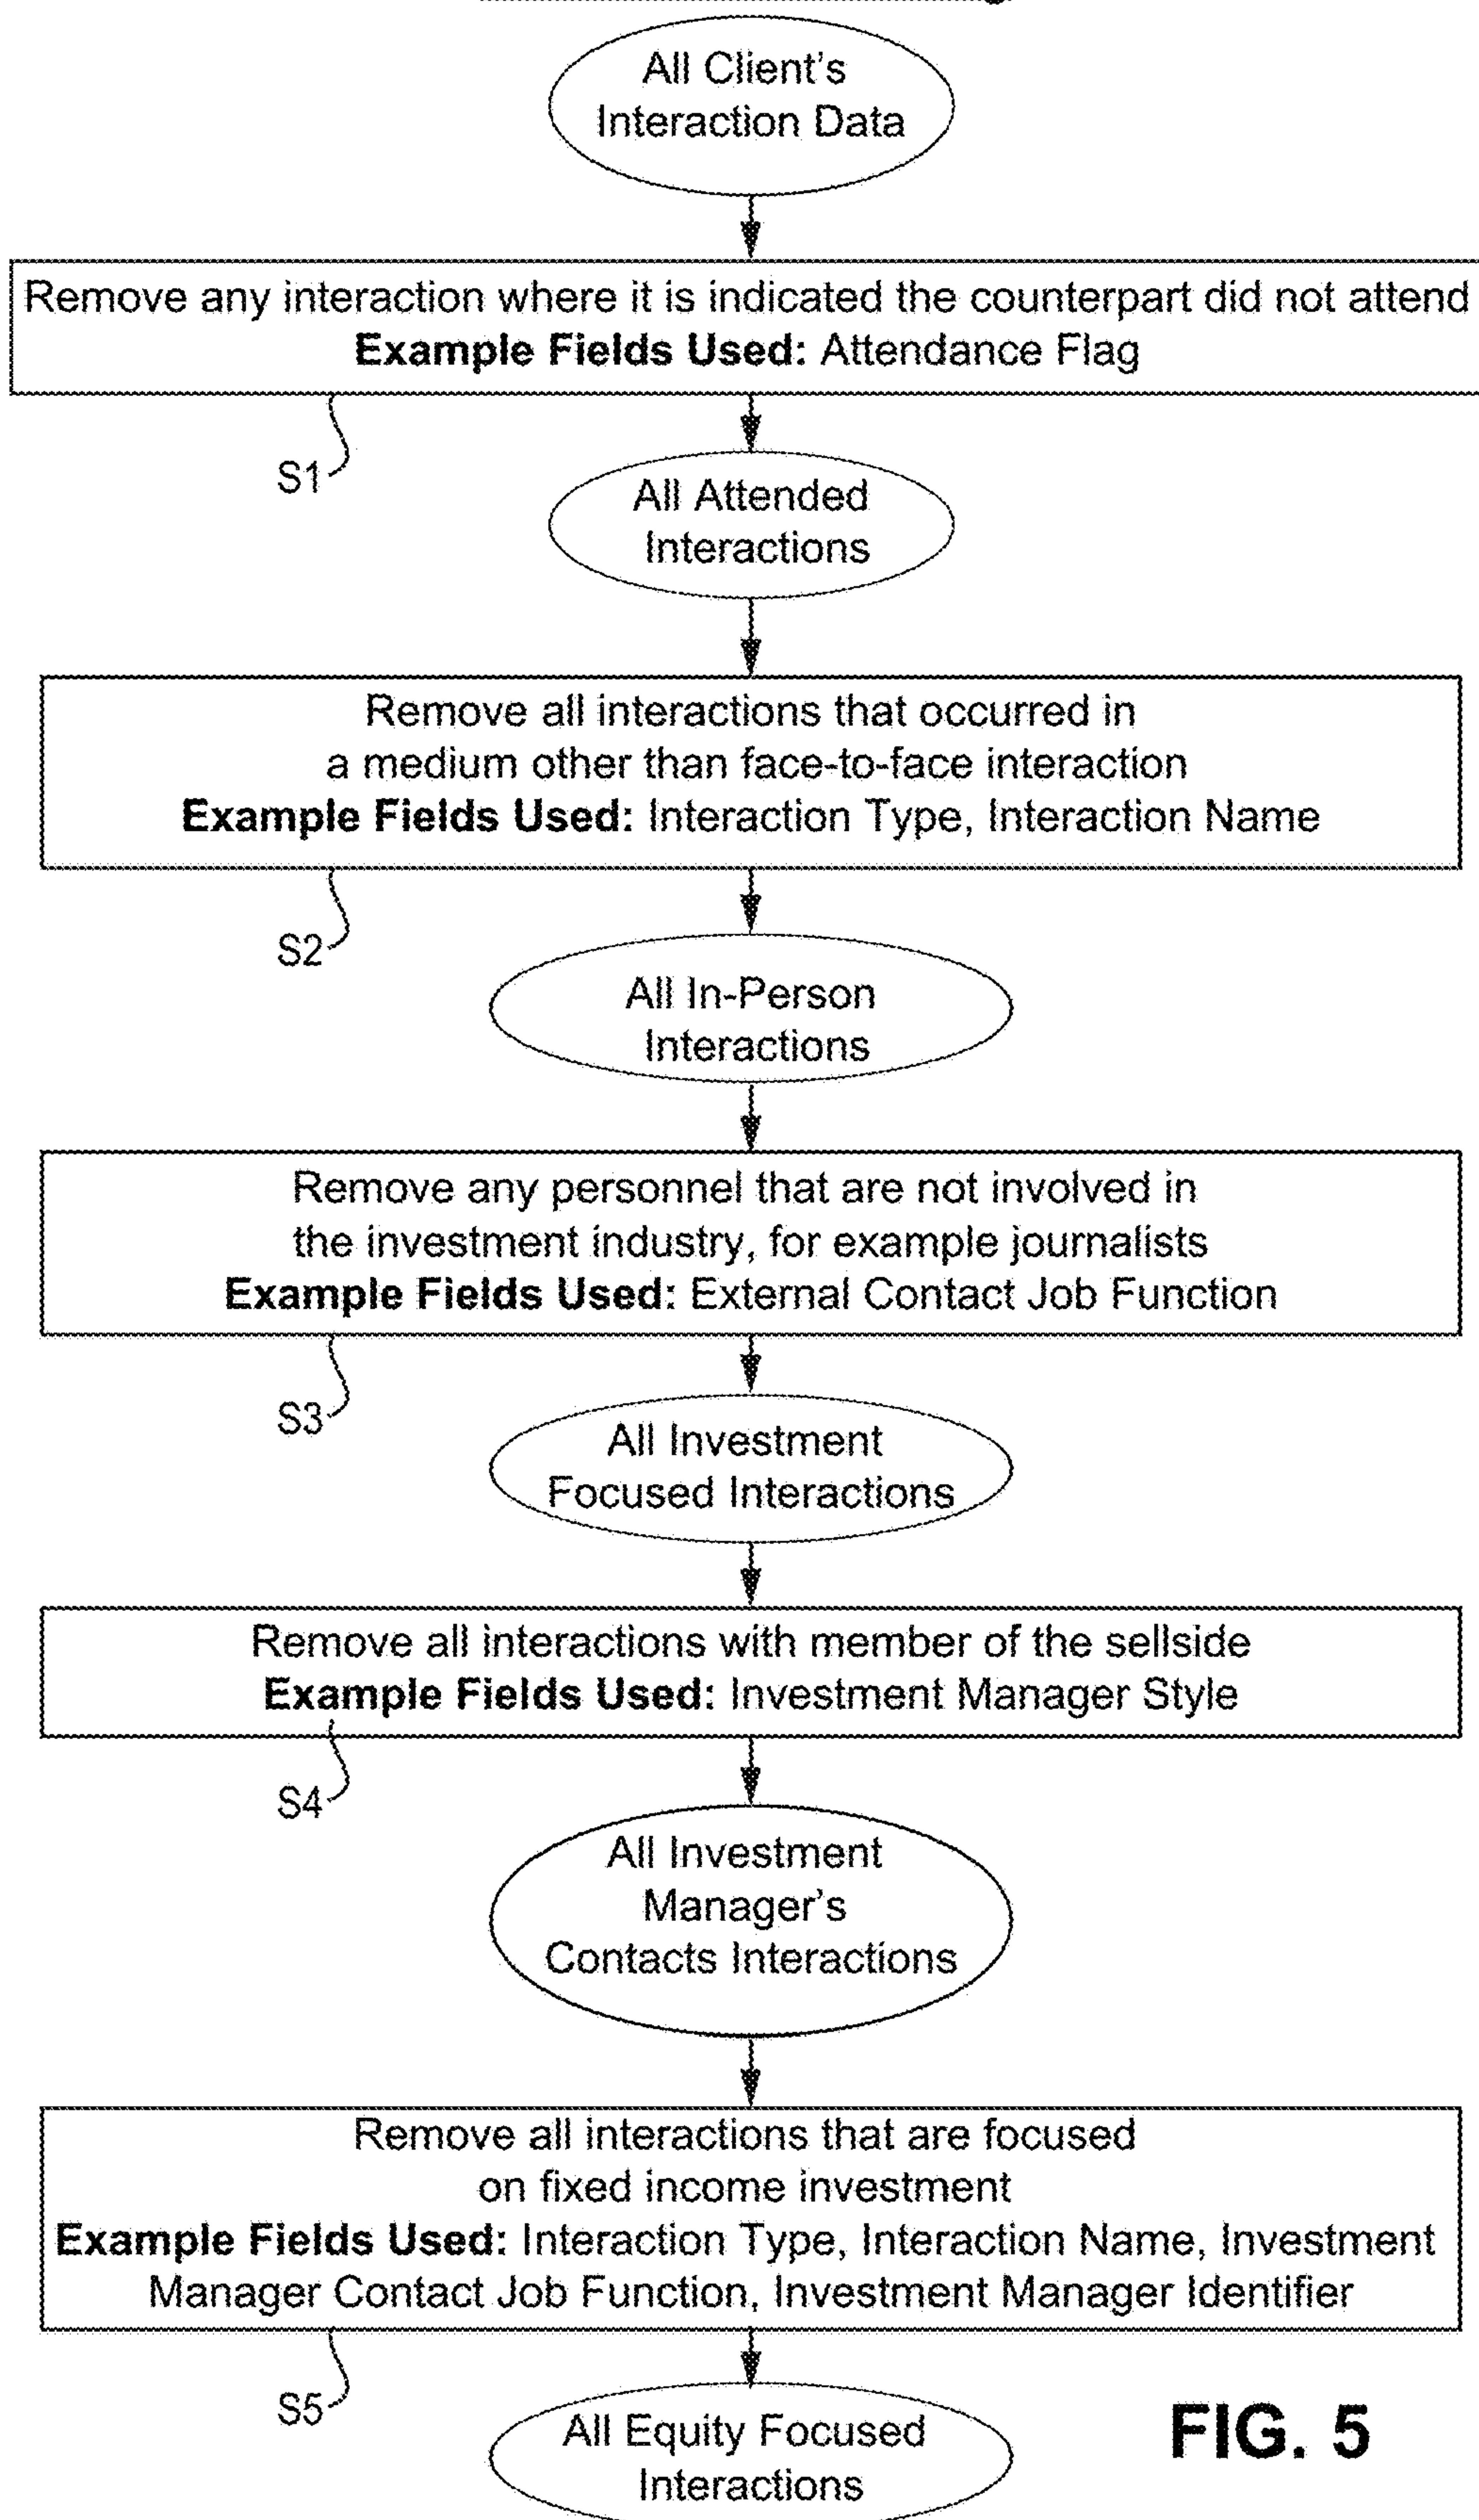 All Client's
Interaction Data
Remove any interaction where it is indicated the counterpart did not attend
Example Fields Used: Attendance Flag
S1
All Attended
Interactions
Remove all interactions that occurred in
a medium other than face-to-face interaction
Example Fields Used: Interaction Type, Interaction Name
S2
All In-Person
Interactions
Remove any personnel that are not involved in
the investment industry, for example journalists
Example Fields Used: External Contact Job Function
S3
All Investment
Focused Interactions
Remove all interactions with member of the sellside
Example Fields Used: Investment Manager Style
S4
All Investment
Manager's
Contacts Interactions
Remove all interactions that are focused
on fixed income investment
Example Fields Used: Interaction Type, Interaction Name, Investment
Manager Contact Job Function, Investment Manager Identifier
S5
All Equity Focused
Interactions
FIG. 5